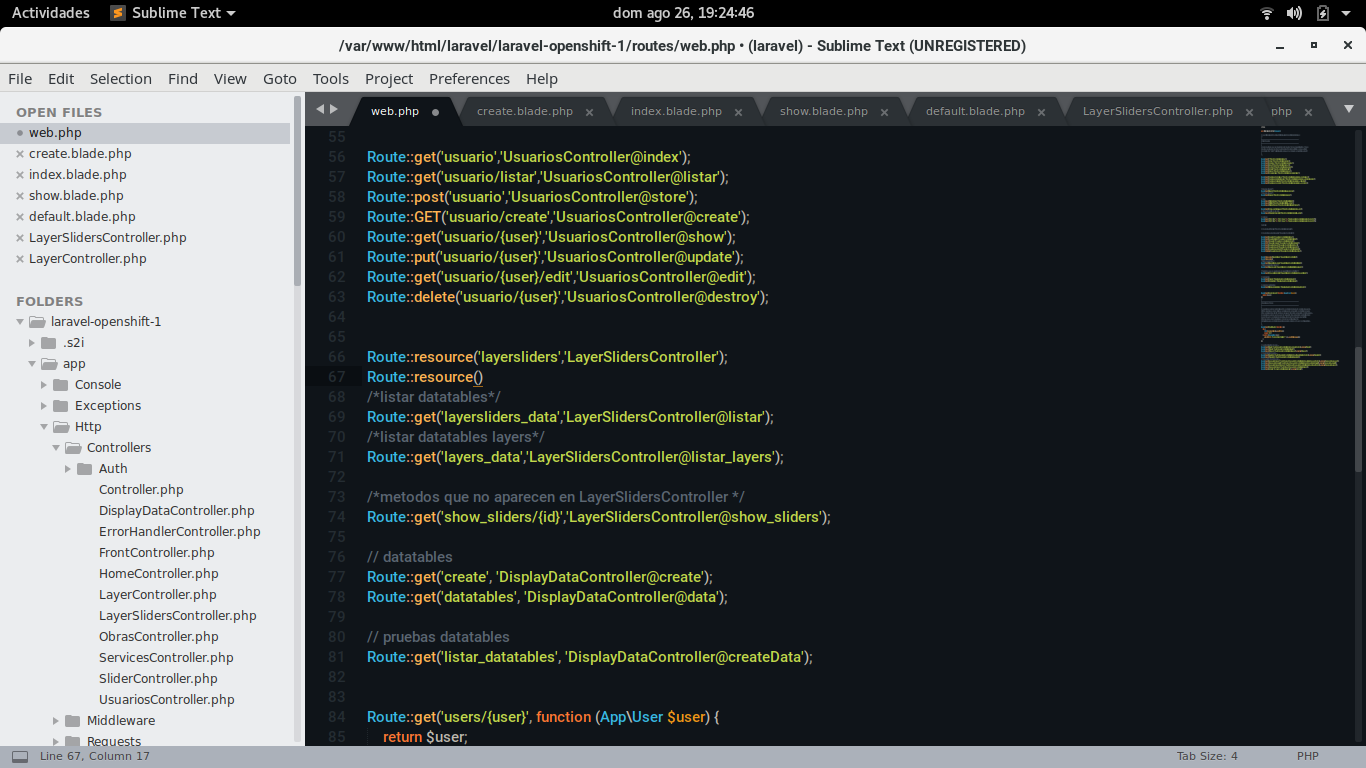 Actividades Sublime Text dom ago 26, 19:24:46
/var/www/html/laravel/laravel-openshift-1/routes/web.php • (laravel) - Sublime Text (UNREGISTERED)
File Edit Selection Find View Goto Tools Project Preferences Help
OPEN FILES
web.php
create.blade.php
index.blade.php
show.blade.php
default.blade.php
LayerSlidersController.php
LayerController.php
FOLDERS
laravel-openshift-1
.s2i
app
Console
Exceptions
Http
Controllers
Auth
Controller.php
DisplayDataController.php
ErrorHandlerController.php
FrontController.php
HomeController.php
LayerController.php
LayerSlidersController.php
ObrasController.php
ServicesController.php
SliderController.php
UsuariosController.php
Middleware
Requests
web.php create.blade.php index.blade.php show.blade.php default.blade.php LayerSlidersController.php php
55
56 Route::get('usuario','UsuariosController@index');
57 Route::get('usuario/listar','UsuariosController@listar');
58 Route::post('usuario','UsuariosController@store');
59 Route::GET('usuario/create','UsuariosController@create');
60 Route::get('usuario/{user}','UsuariosController@show');
61 Route::put('usuario/{user}','UsuariosController@update');
62 Route::get('usuario/{user}/edit','UsuariosController@edit');
63 Route::delete('usuario/{user}','UsuariosController@destroy');
64
65
66 Route::resource('layersliders','LayerSlidersController');
67 Route::resource()
68 /*listar datatables*/
69 Route::get('layersliders_data','LayerSlidersController@listar');
70 /*listar datatables layers*/
71 Route::get('layers_data','LayerSlidersController@listar_layers');
72
73 /*metodos que no aparecen en LayerSlidersController */
74 Route::get('show_sliders/{id}','LayerSlidersController@show_sliders');
75
76 // datatables
77 Route::get('create', 'DisplayDataController@create');
78 Route::get('datatables', 'DisplayDataController@data');
79
80 // pruebas datatables
81 Route::get('listar_datatables', 'DisplayDataController@createData');
82
83
84 Route::get('users/{user}', function (App\User $user) {
85 return $user;
Line 67, Column 17 Tab Size: 4 PHP